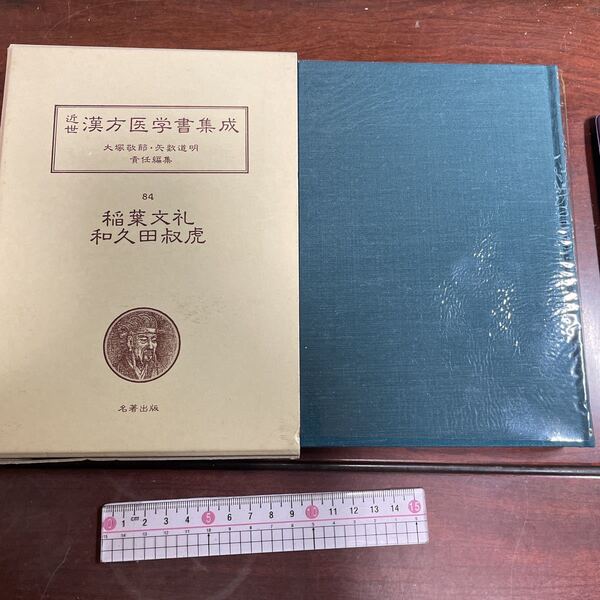 近世 漢方医学書集成
大塚敬節・矢数道明
責任編集
84
稲葉文礼
和久田叔虎
名著出版
0 1 cm 2 3 4 5 6 7 8 9 10 11 12 13 14 15